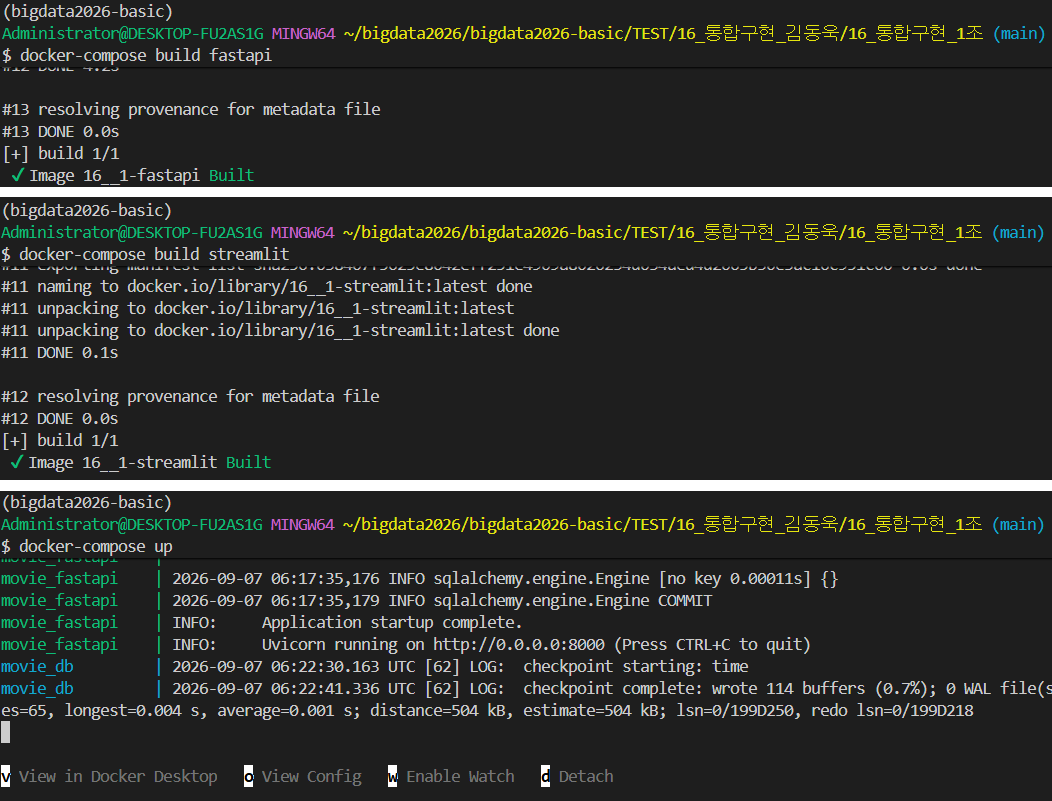 (bigdata2026-basic)
Administrator@DESKTOP-FU2AS1G MINGW64 ~/bigdata2026/bigdata2026-basic/TEST/16_통합구현_김동욱/16_통합구현_1조 (main)
$ docker-compose build fastapi
#12 DONE 4.2s
#13 resolving provenance for metadata file
#13 DONE 0.0s
[+] build 1/1
✓ Image 16__1-fastapi Built
(bigdata2026-basic)
Administrator@DESKTOP-FU2AS1G MINGW64 ~/bigdata2026/bigdata2026-basic/TEST/16_통합구현_김동욱/16_통합구현_1조 (main)
$ docker-compose build streamlit
#11 exporting manifest list done
#11 naming to docker.io/library/16__1-streamlit:latest done
#11 unpacking to docker.io/library/16__1-streamlit:latest
#11 unpacking to docker.io/library/16__1-streamlit:latest done
#11 DONE 0.1s
#12 resolving provenance for metadata file
#12 DONE 0.0s
[+] build 1/1
✓ Image 16__1-streamlit Built
(bigdata2026-basic)
Administrator@DESKTOP-FU2AS1G MINGW64 ~/bigdata2026/bigdata2026-basic/TEST/16_통합구현_김동욱/16_통합구현_1조 (main)
$ docker-compose up
movie_fastapi |
movie_fastapi | 2026-09-07 06:17:35,176 INFO sqlalchemy.engine.Engine [no key 0.00011s] {}
movie_fastapi | 2026-09-07 06:17:35,179 INFO sqlalchemy.engine.Engine COMMIT
movie_fastapi | INFO: Application startup complete.
movie_fastapi | INFO: Uvicorn running on http://0.0.0.0:8000 (Press CTRL+C to quit)
movie_db | 2026-09-07 06:22:30.163 UTC [62] LOG: checkpoint starting: time
movie_db | 2026-09-07 06:22:41.336 UTC [62] LOG: checkpoint complete: wrote 114 buffers (0.7%); 0 WAL file(s
es=65, longest=0.004 s, average=0.001 s; distance=504 kB, estimate=504 kB; lsn=0/199D250, redo lsn=0/199D218
v View in Docker Desktop o View Config w Enable Watch d Detach